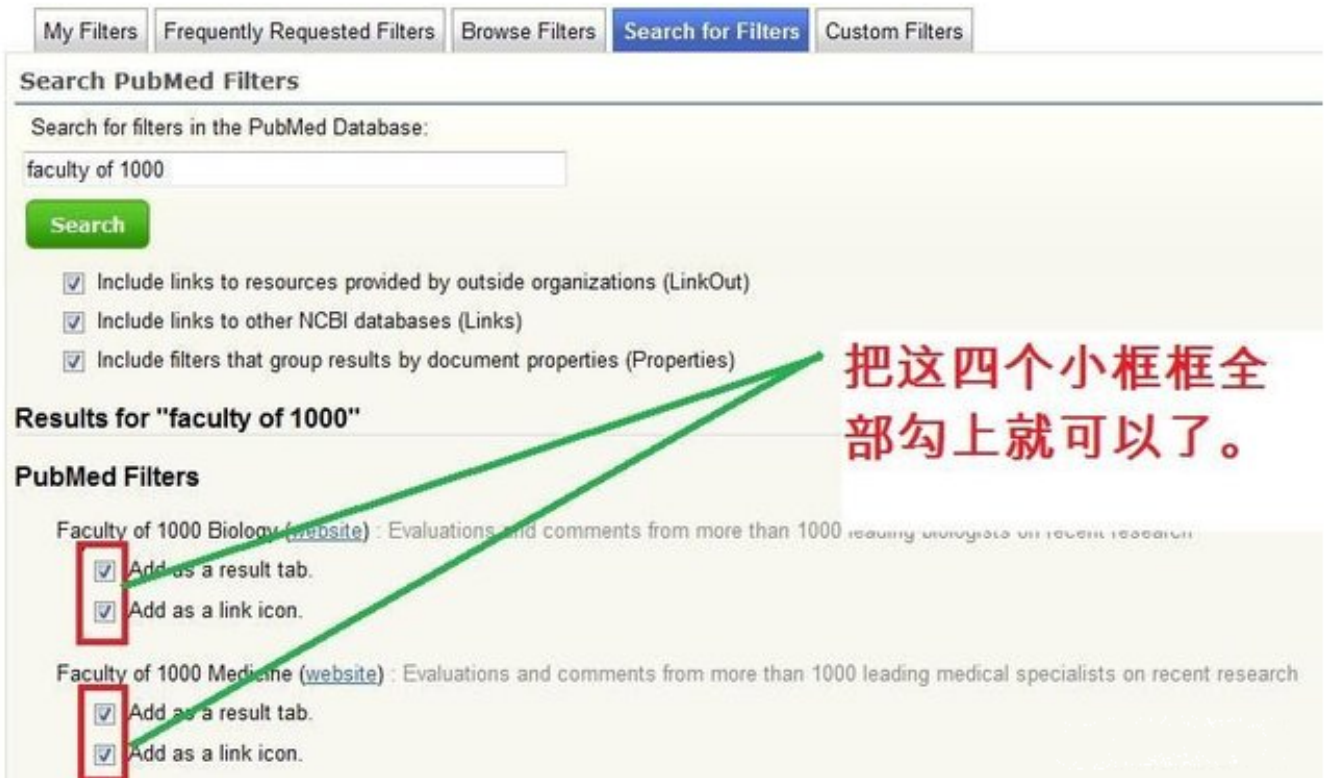 My Filters Frequently Requested Filters Browse Filters Search for Filters Custom Filters
Search PubMed Filters
Search for filters in the PubMed Database:
faculty of 1000
Search
Include links to resources provided by outside organizations (LinkOut)
Include links to other NCBI databases (Links)
Include filters that group results by document properties (Properties)
把这四个小框框全
部勾上就可以了。
Results for "faculty of 1000"
PubMed Filters
Faculty of 1000 Biology (website) : Evaluations and comments from more than 1000 leading biologists on recent research
Add as a result tab.
Add as a link icon.
Faculty of 1000 Medicine (website) : Evaluations and comments from more than 1000 leading medical specialists on recent research
Add as a result tab.
Add as a link icon.